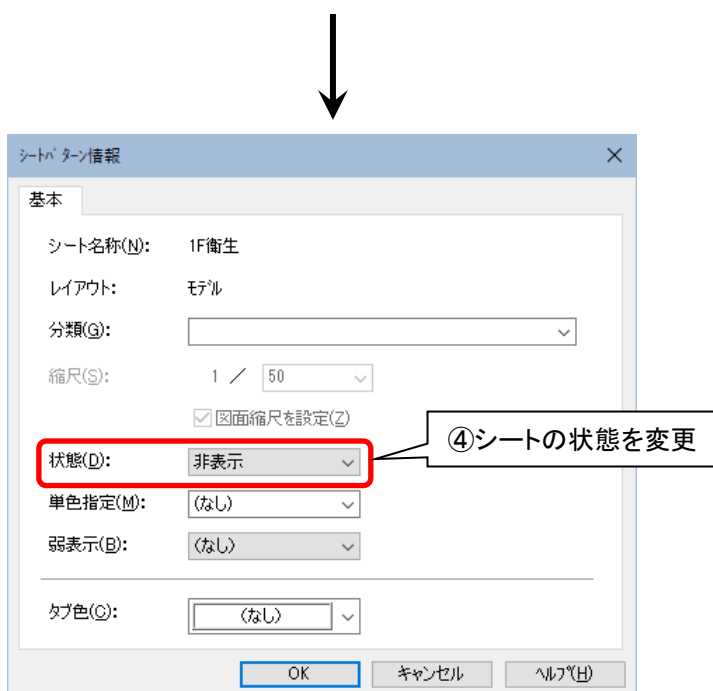 ｼｰﾄﾊﾟﾀｰﾝ情報
基本
シート名称(N): 1F衛生
レイアウト: ﾓﾃﾞﾙ
分類(G):
縮尺(S): 1 ／ 50
図面縮尺を設定(Z)
④シートの状態を変更
状態(D): 非表示
単色指定(M): (なし)
弱表示(B): (なし)
タブ色(C): (なし)
OK キャンセル ﾍﾙﾌﾟ(H)